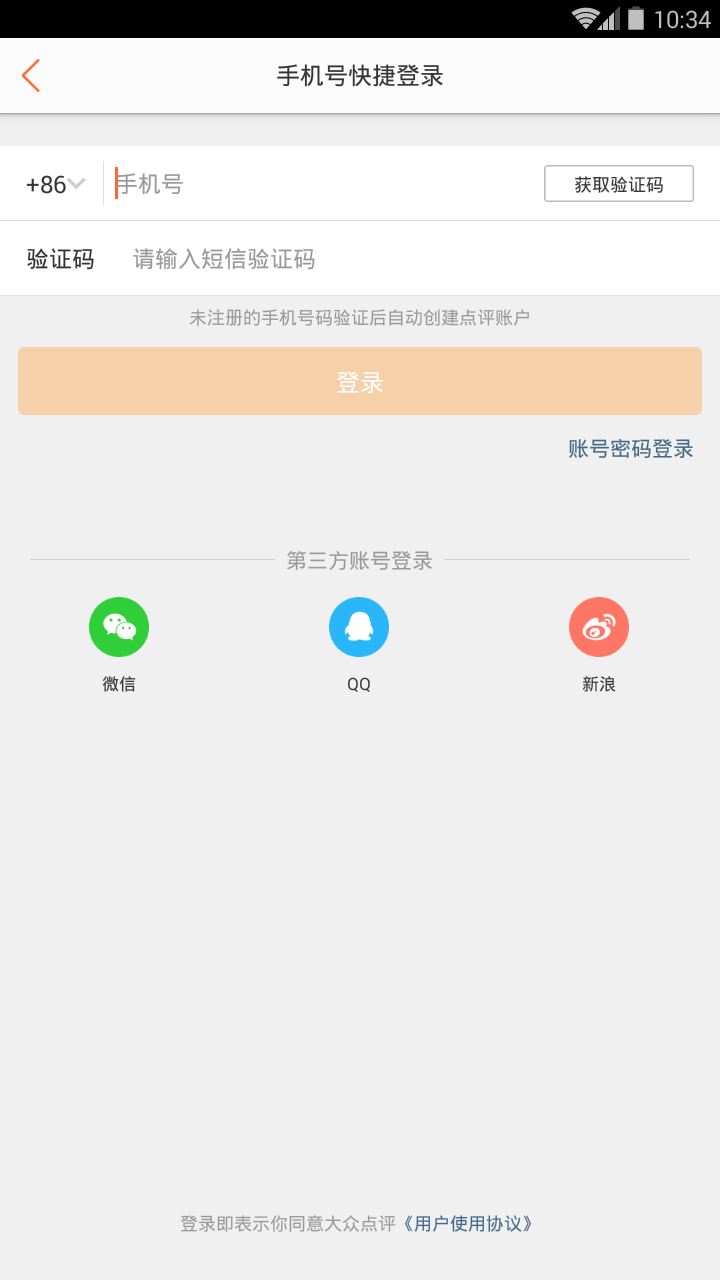 10:34
手机号快捷登录
+86 手机号 获取验证码
验证码 请输入短信验证码
未注册的手机号码验证后自动创建点评账户
登录
账号密码登录
第三方账号登录
微信 QQ 新浪
登录即表示你同意大众点评《用户使用协议》